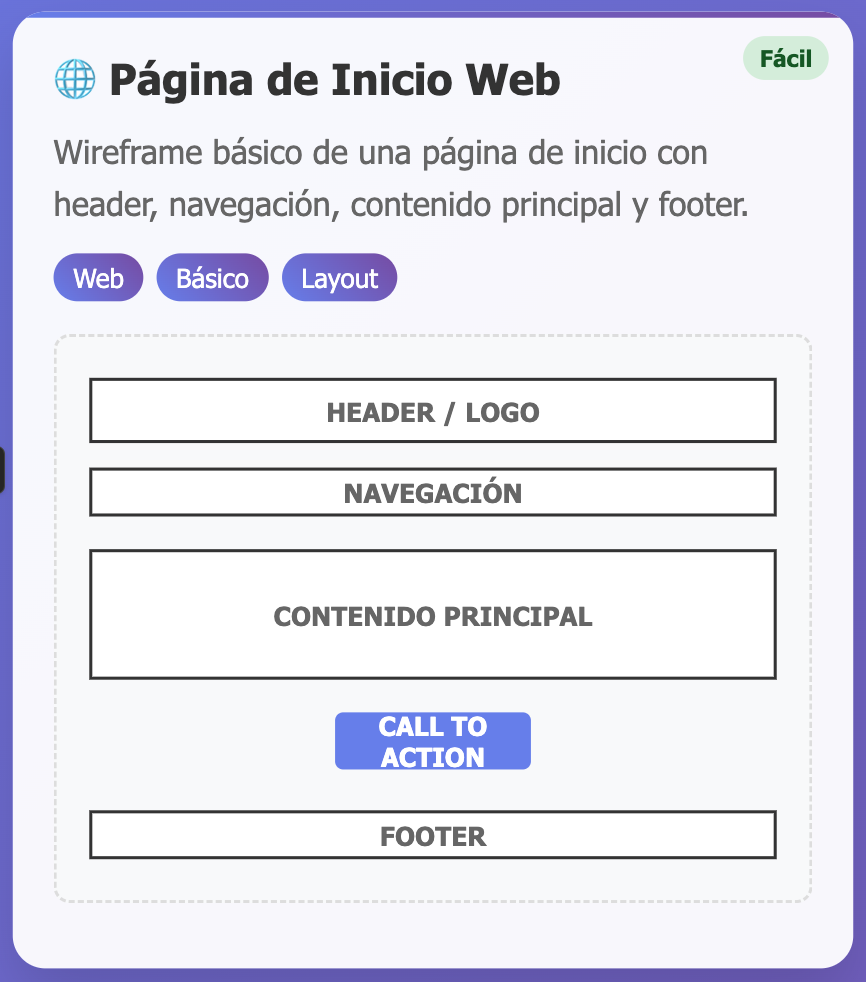 🌐 Página de Inicio Web
Fácil
Wireframe básico de una página de inicio con
header, navegación, contenido principal y footer.
Web Básico Layout
HEADER / LOGO
NAVEGACIÓN
CONTENIDO PRINCIPAL
CALL TO
ACTION
FOOTER